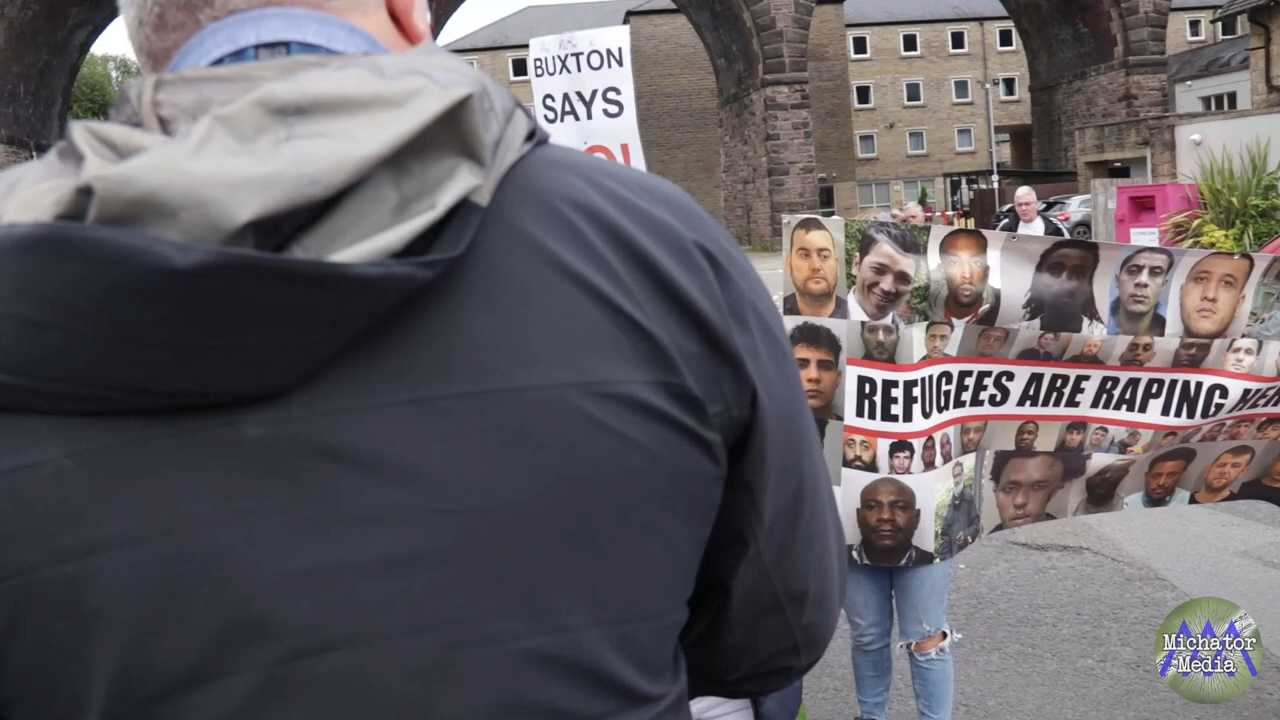 BUXTON
SAYS
REFUGEES ARE RAPING
Michator
Media